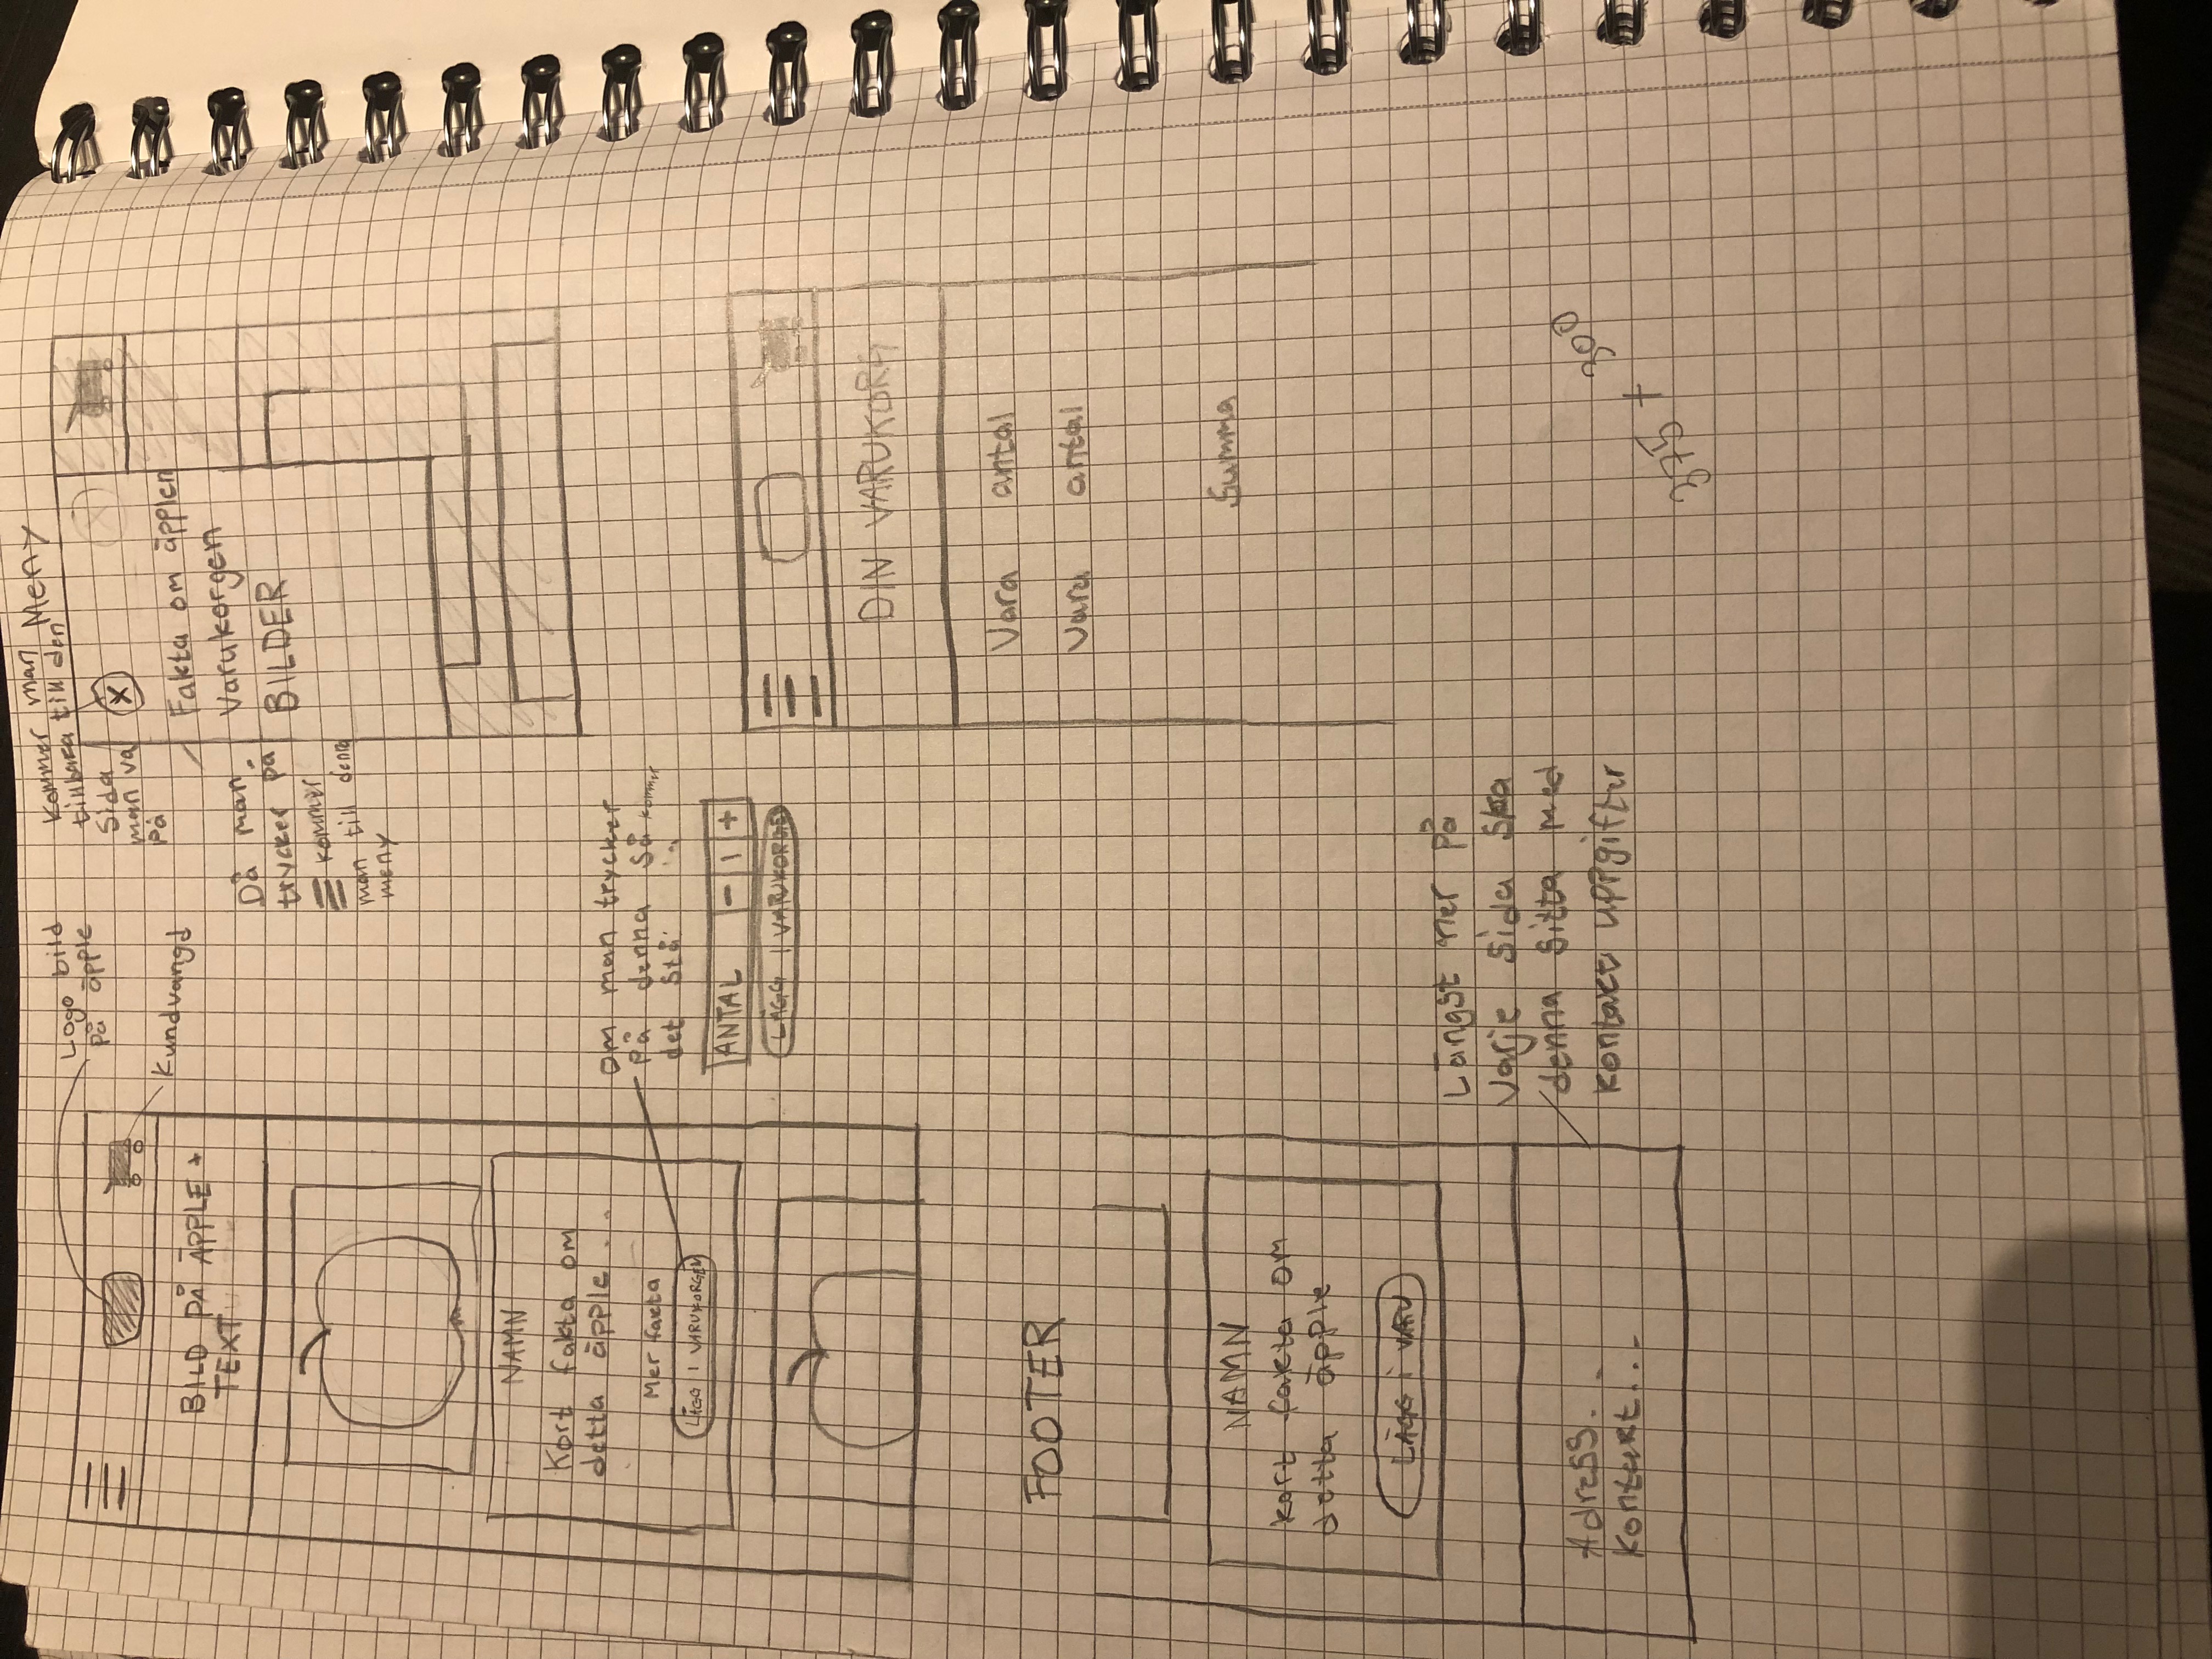 Logo bild
på äpple
Kundvangd
BILD PÅ ÄPPLE +
TEXT
NAMN
Kort fakta om
detta äpple...
Mer fakta
LÄGG I VARUKORGEN
om man trycker
På denna Så kommer
det Stå
ANTAL - 1 +
LÄGG I VARUKORGEN
Meny
Kommer man
tillbaka till den
Sida
man va
på
X
Fakta om äpplen
Varukorgen
BILDER
Då man
trycker på
kommer
man till denna
meny
DIN VARUKORG
Vara antal
Vara antal
Summa
FOOTER
NAMN
kort fakta om
detta äpple
LÄGG i VARU
Adress...
Kontakt...
Längst ner på
varje sida ska
denna sitta med
kontakt uppgifter
375 + 300